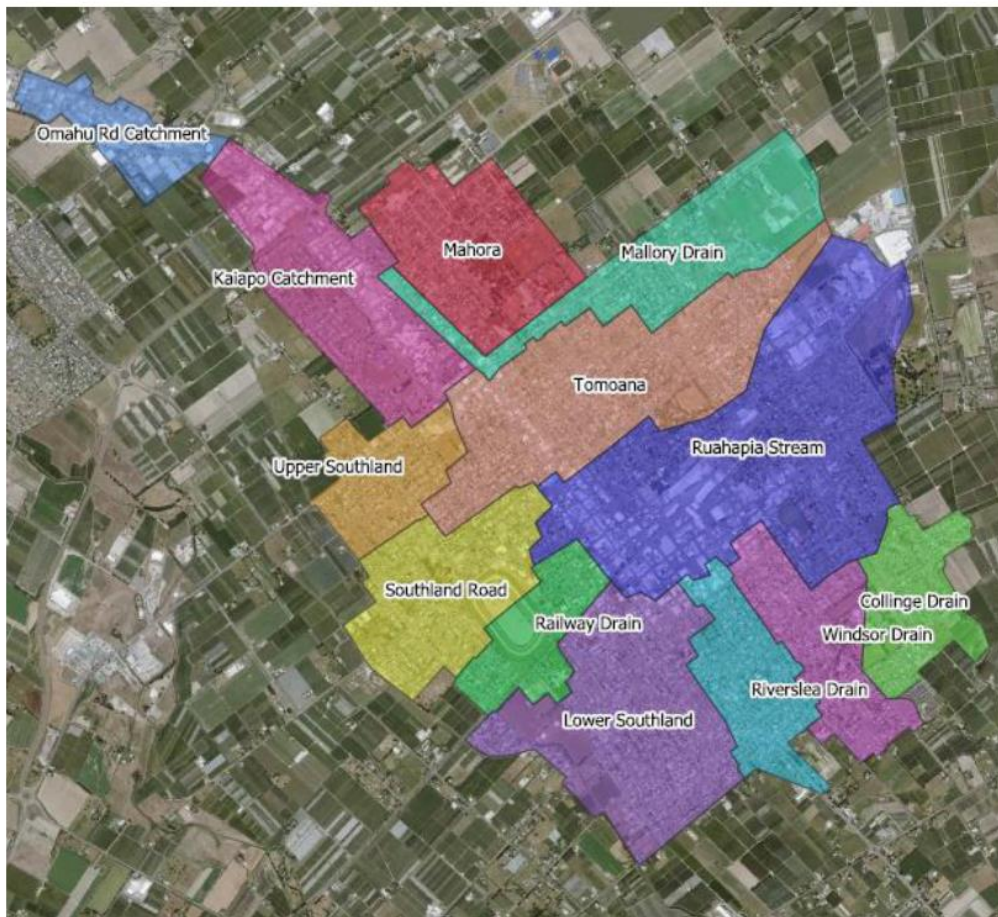 Omahu Rd Catchment
Mahora
Mallory Drain
Kaiapo Catchment
Tomoana
Ruahapia Stream
Upper Southland
Southland Road
Collinge Drain
Railway Drain
Windsor Drain
Riverslea Drain
Lower Southland